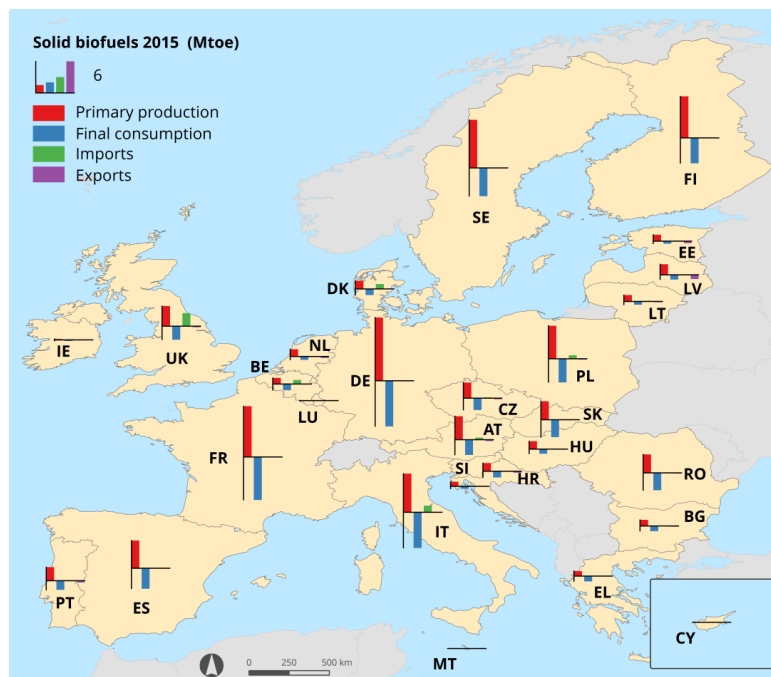 Solid biofuels 2015 (Mtoe)
6
Primary production
Final consumption
Imports
Exports
SE
FI
EE
LV
LT
DK
IE
UK
NL
BE
LU
DE
PL
CZ
SK
AT
HU
SI
HR
FR
IT
RO
BG
PT
ES
EL
CY
MT
0 250 500 km